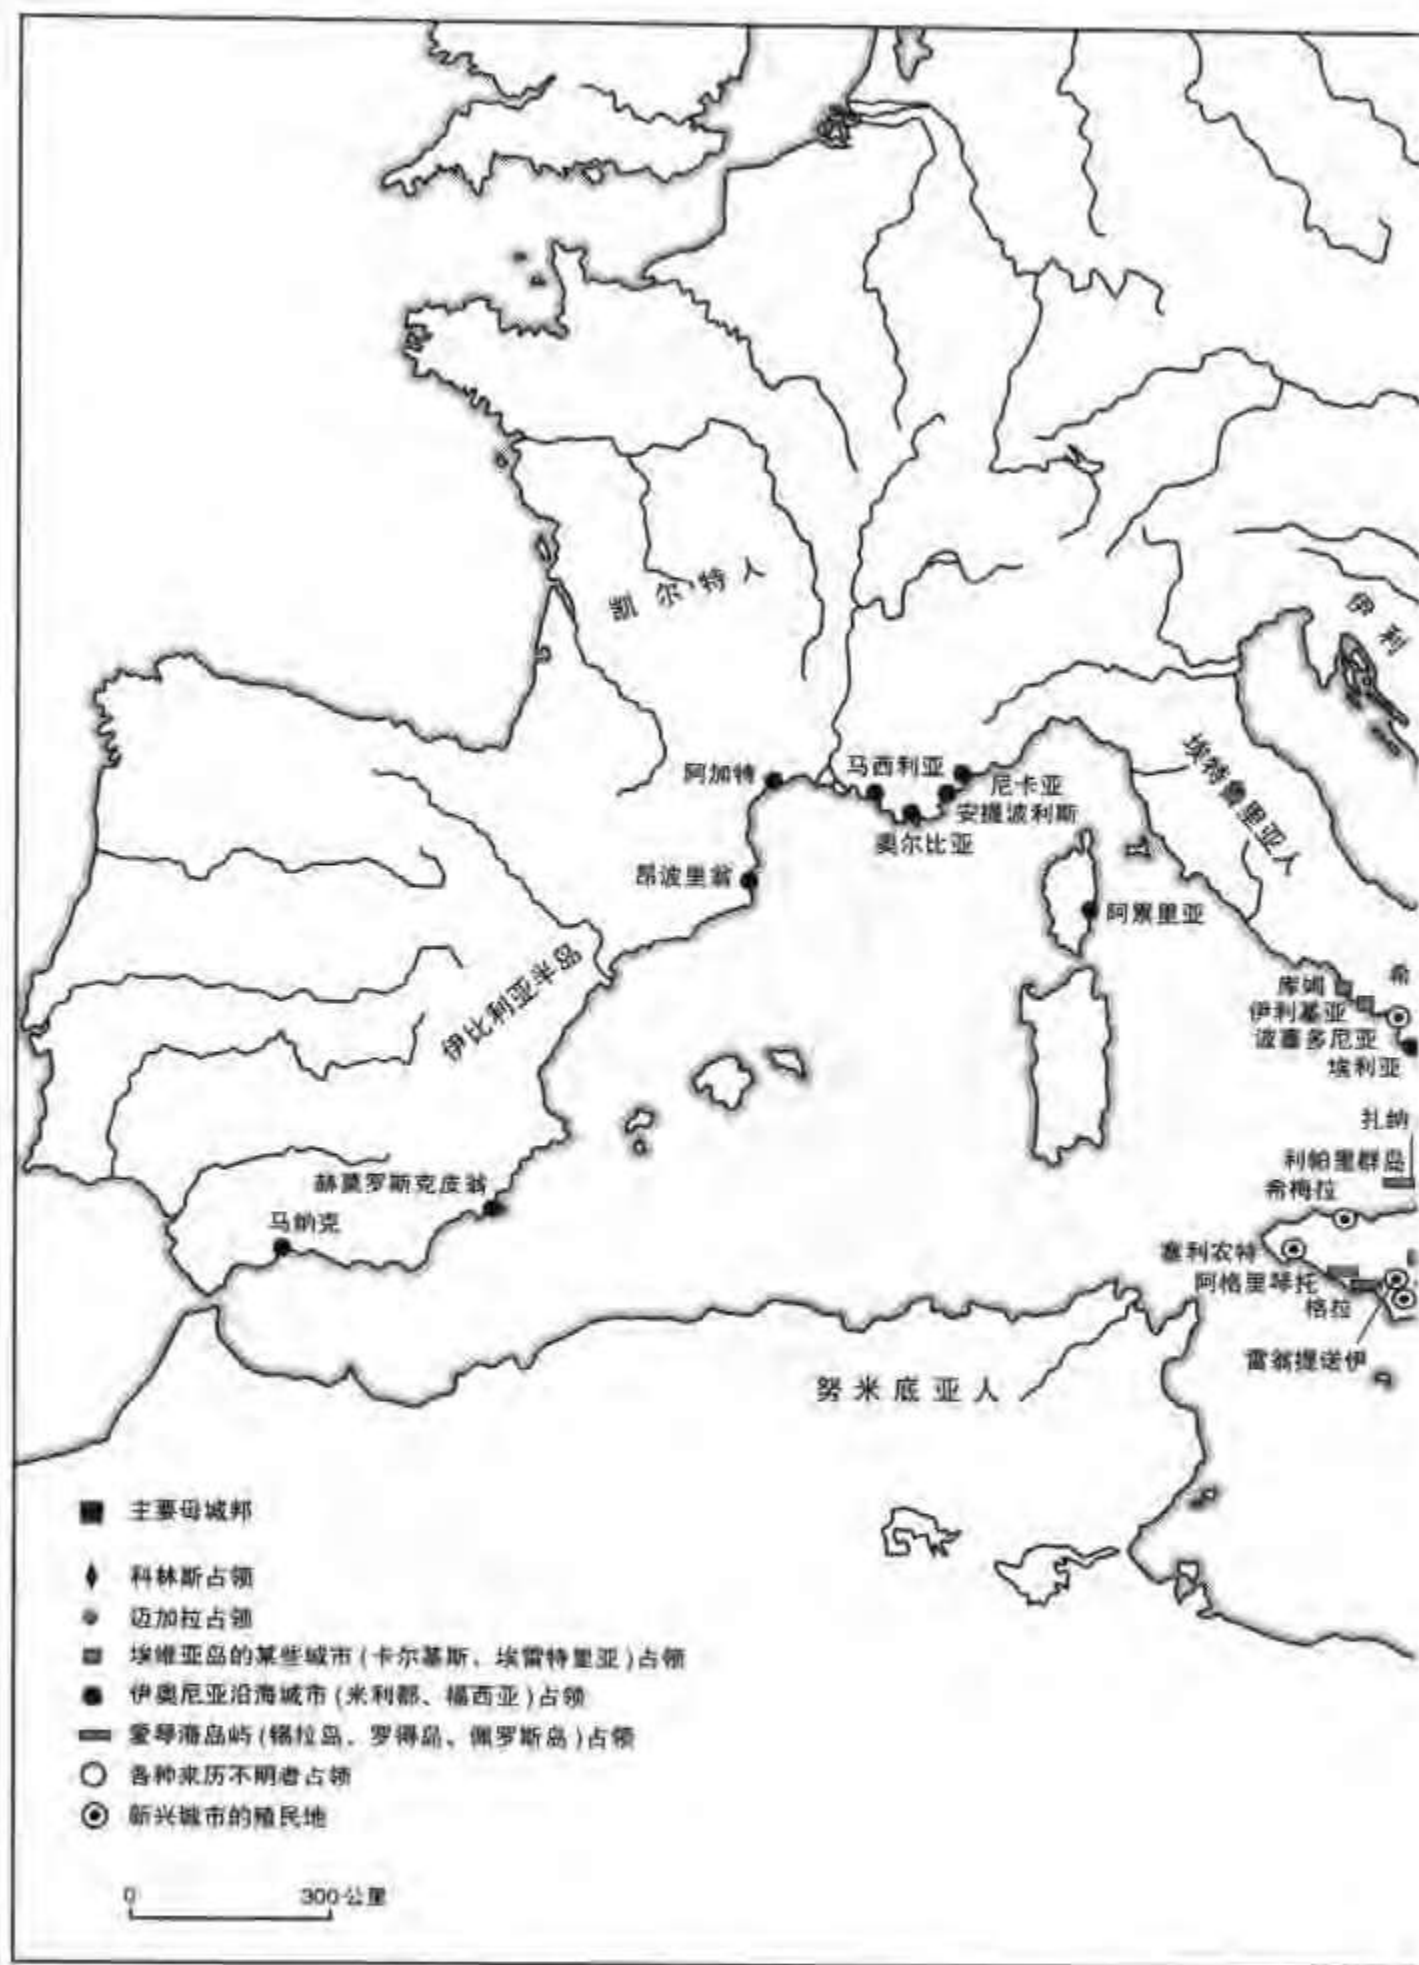 伊利
凯尔特人
埃特鲁里亚人
阿加特
马西利亚
尼卡亚
安提波利斯
奥尔比亚
昂波里翁
阿累里亚
伊比利亚半岛
希
库姆
伊利基亚
波塞多尼亚
埃利亚
扎纳
利帕里群岛
希梅拉
赫莫罗斯克皮翁
马纳克
塞利农特
阿格里琴托
格拉
雷翁提诺伊
努米底亚人
主要母城邦
科林斯占领
迈加拉占领
埃维亚岛的某些城市(卡尔基斯、埃雷特里亚)占领
伊奥尼亚沿海城市(米利都、福西亚)占领
爱琴海岛屿(锡拉岛、罗得岛、佩罗斯岛)占领
各种来历不明者占领
新兴城市的殖民地
0 300公里